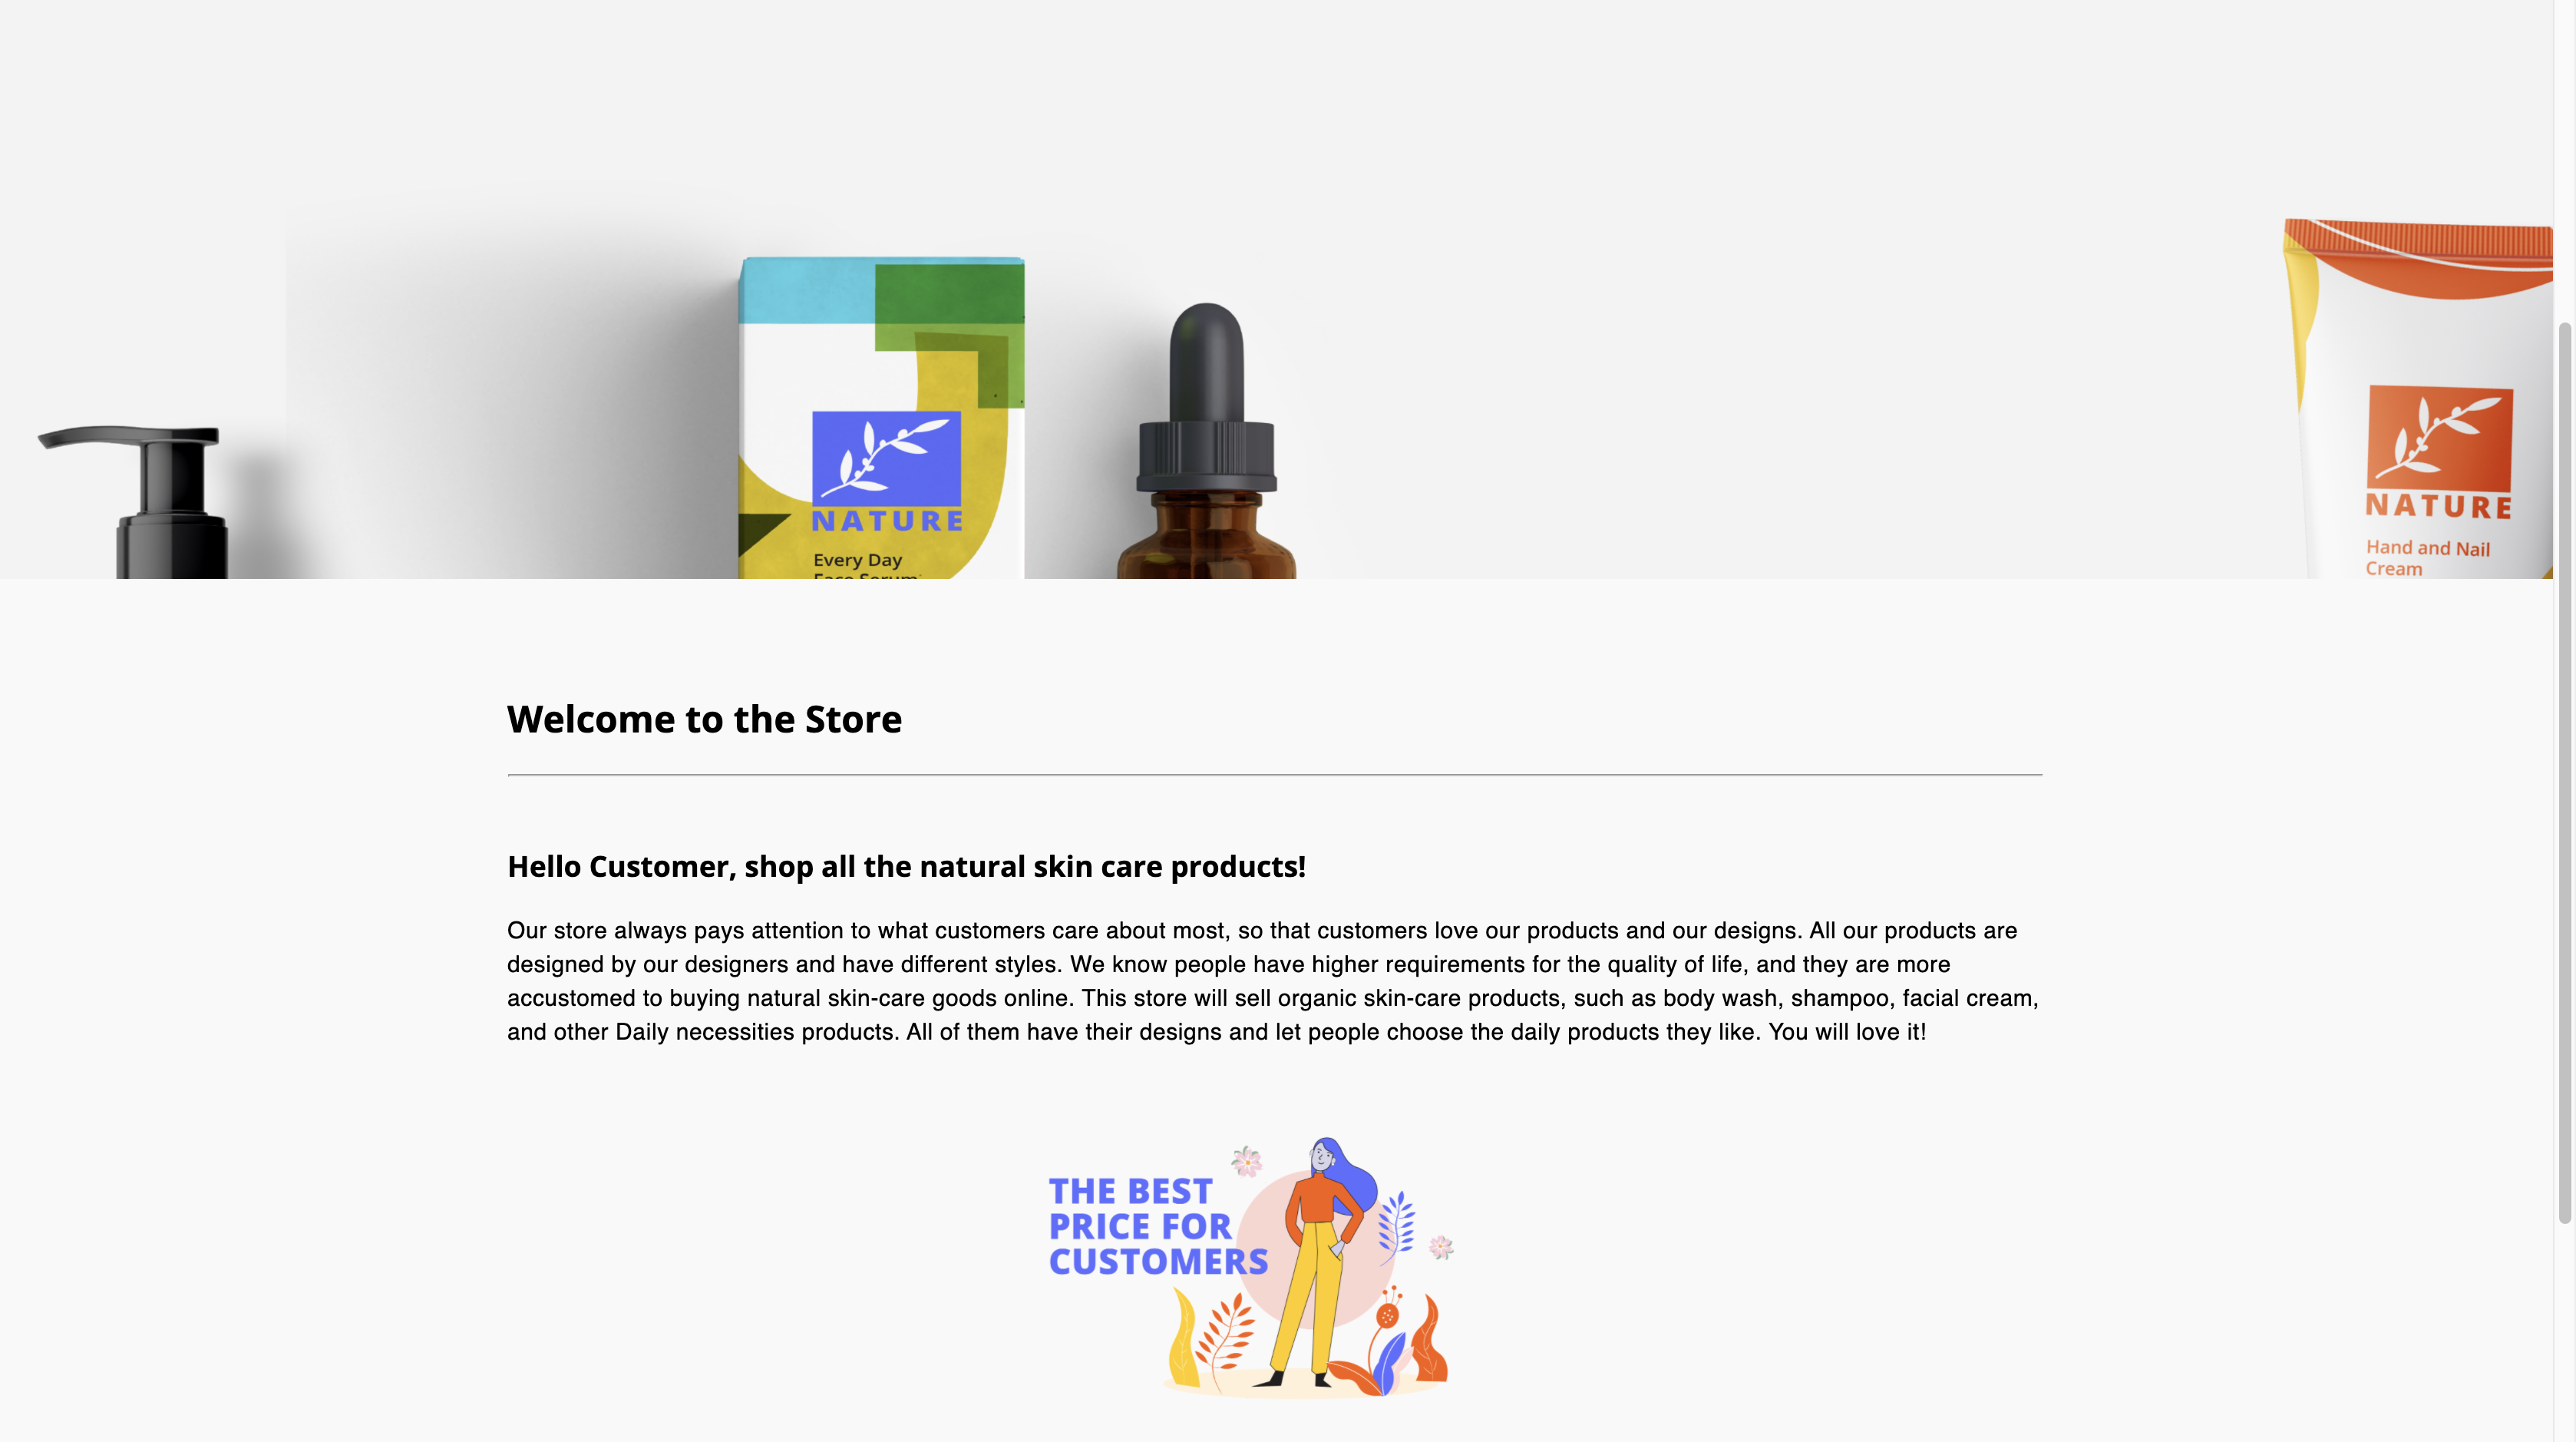 NATURE
Every Day
Face Serum
NATURE
Hand and Nail
Cream
Welcome to the Store
Hello Customer, shop all the natural skin care products!
Our store always pays attention to what customers care about most, so that customers love our products and our designs. All our products are
designed by our designers and have different styles. We know people have higher requirements for the quality of life, and they are more
accustomed to buying natural skin-care goods online. This store will sell organic skin-care products, such as body wash, shampoo, facial cream,
and other Daily necessities products. All of them have their designs and let people choose the daily products they like. You will love it!
THE BEST
PRICE FOR
CUSTOMERS